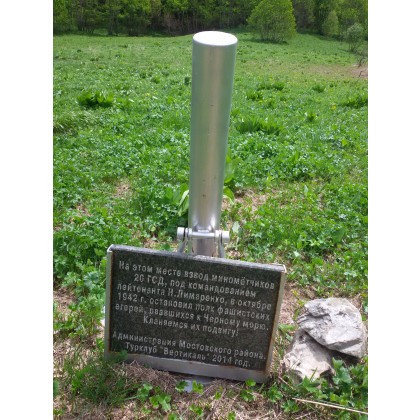 На этом месте взвод миномётчиков
20 ГСД, под командованием
лейтенанта Н.Лимаренко, в октябре
1942 г. остановил полк фашистских
егерей, рвавшихся к Черному морю.
Кланяемся их подвигу!
Администрация Мостовского района.
Турклуб "Вертикаль" 2014 год.